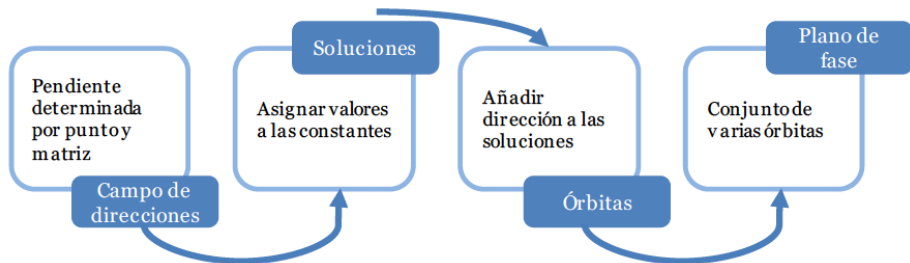 Pendiente
determinada
por punto y
matriz
Campo de
direcciones
Soluciones
Asignar valores
a las constantes
Añadir
dirección a las
soluciones
Órbitas
Plano de
fase
Conjunto de
varias órbitas